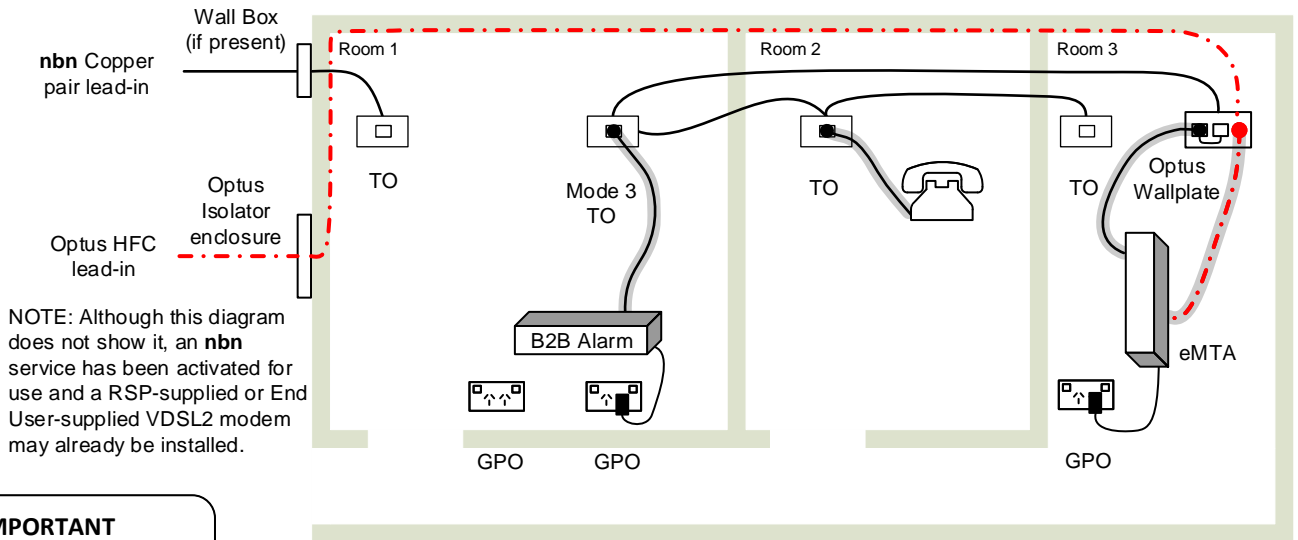 Wall Box
(if present)
nbn Copper
pair lead-in
Room 1
Room 2
Room 3
TO
Mode 3
TO
TO
TO
Optus
Wallplate
Optus
Isolator
enclosure
Optus HFC
lead-in
B2B Alarm
eMTA
GPO
GPO
GPO
NOTE: Although this diagram
does not show it, an nbn
service has been activated for
use and a RSP-supplied or End
User-supplied VDSL2 modem
may already be installed.
MPORTANT